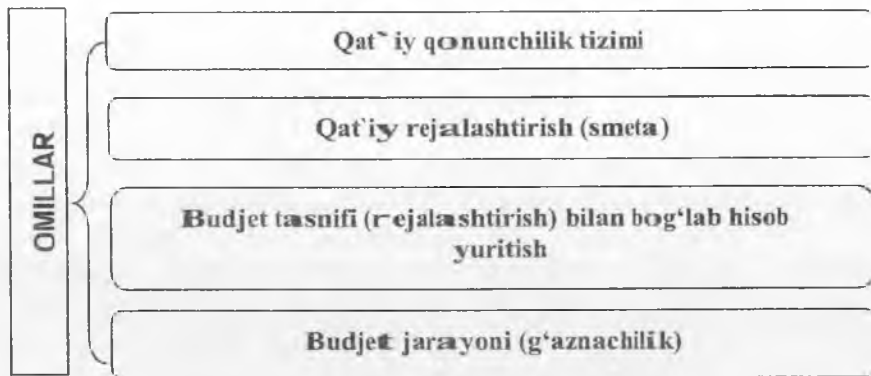 OMILLAR
Qat`iy qonunchilik tizimi
Qat`iy rejalashtirish (smeta)
Budjet tasnifi (rejalashtirish) bilan bog‘lab hisob
yuritish
Budjet jarayoni (g‘aznachilik)